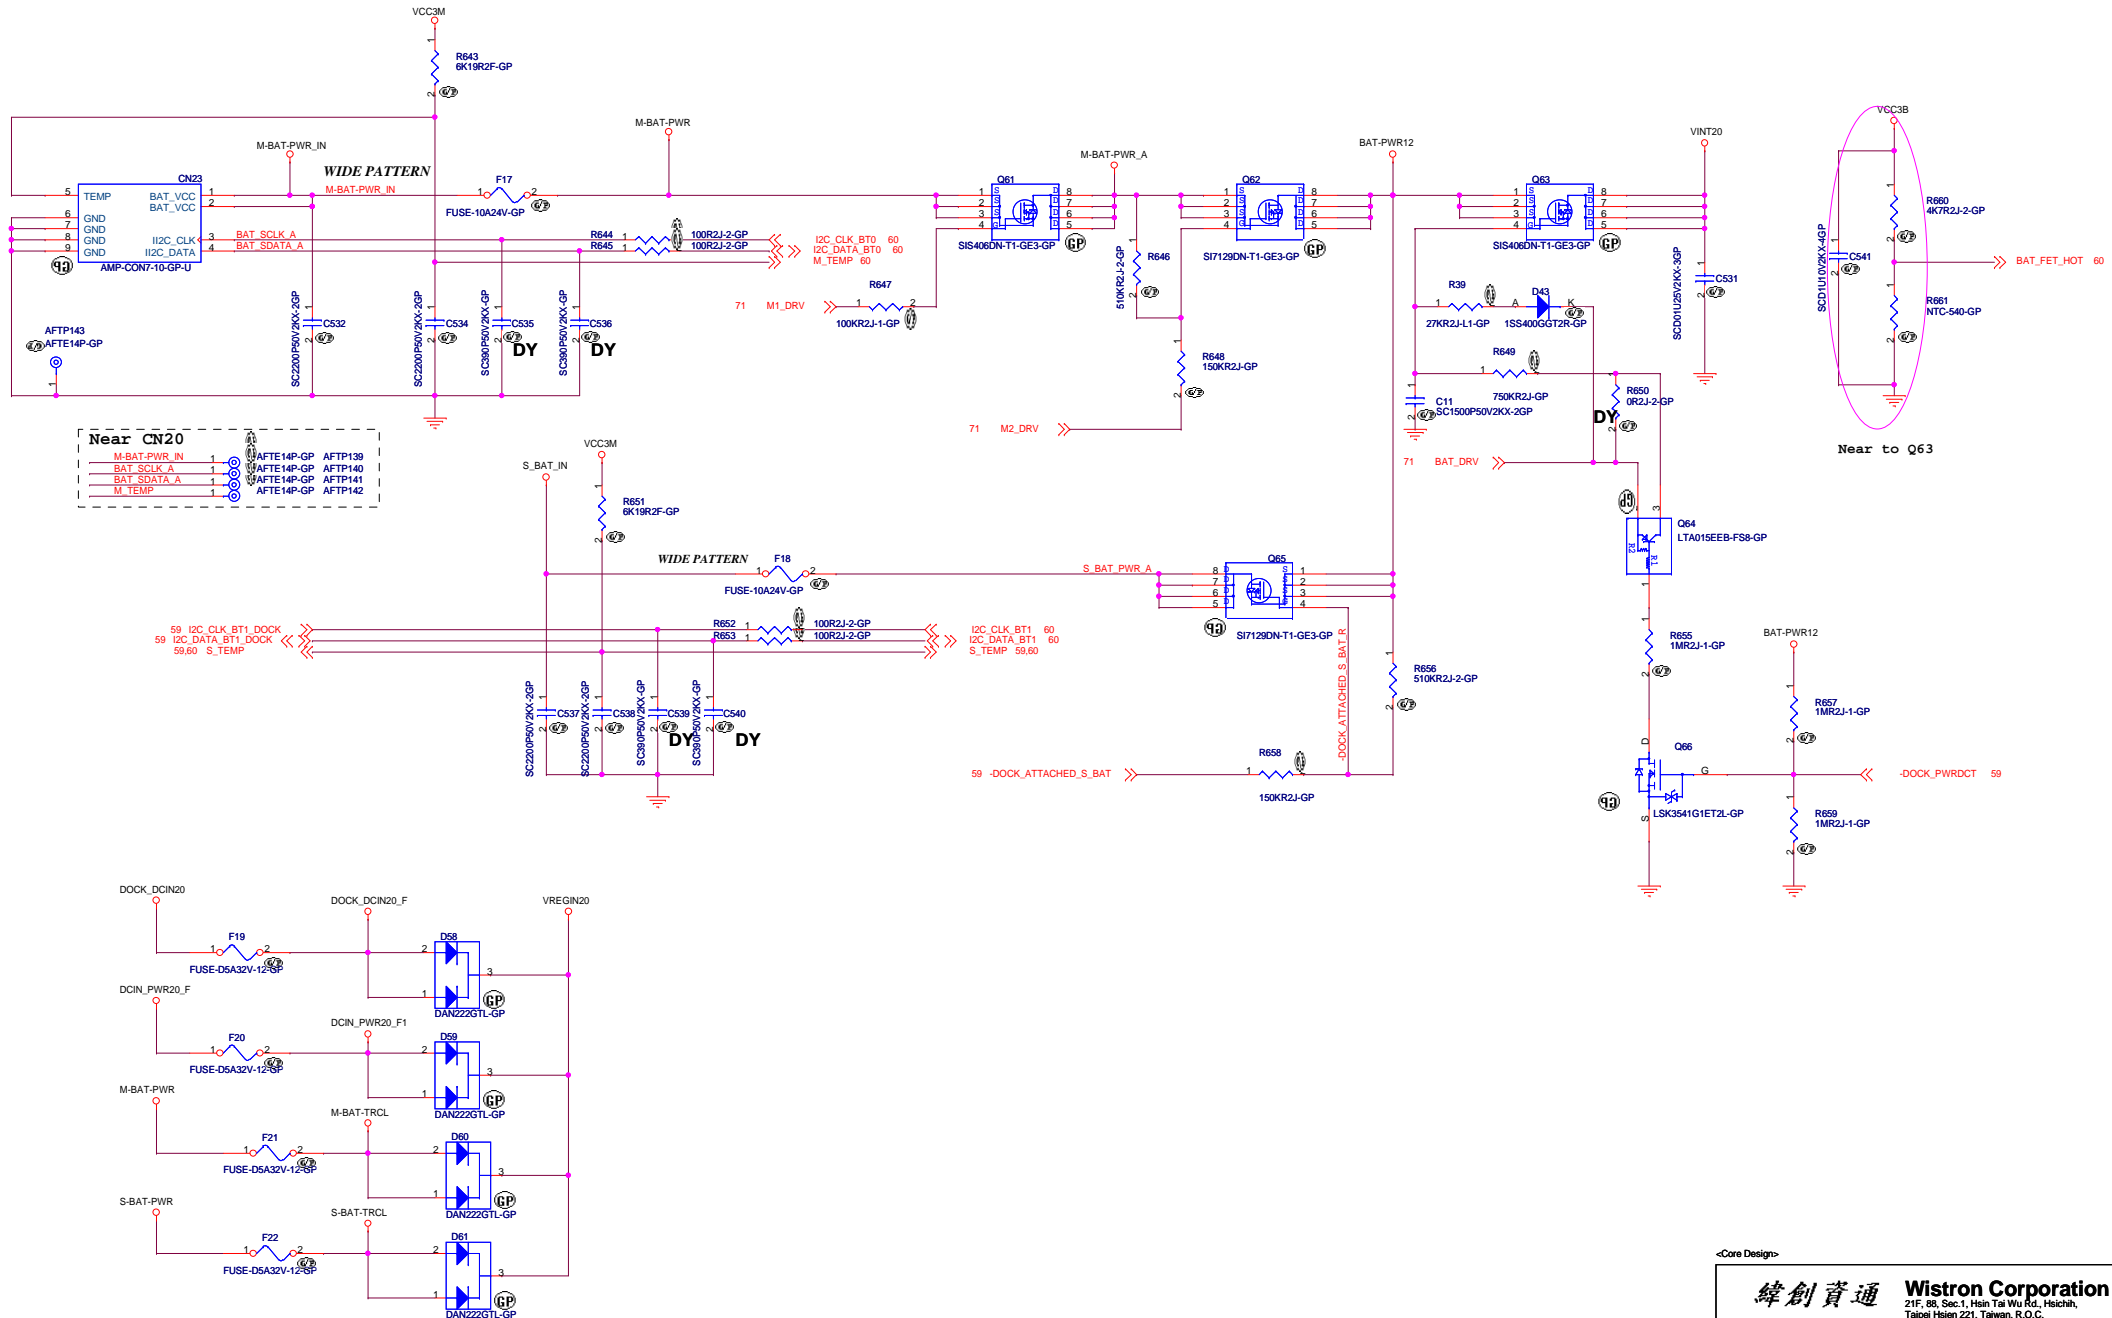 VCC3M
R643
6K19R2F-GP
M-BAT-PWR_IN
WIDE PATTERN
M-BAT-PWR_IN
F17
FUSE-10A24V-GP
M-BAT-PWR
CN23
TEMP
BAT_VCC
BAT_VCC
GND
GND
GND
GND
II2C_CLK
II2C_DATA
AMP-CON7-10-GP-U
BAT_SCLK_A
BAT_SDATA_A
R644 100R2J-2-GP
R645 100R2J-2-GP
I2C_CLK_BT0 60
I2C_DATA_BT0 60
M_TEMP 60
71 M1_DRV
R647
100KR2J-1-GP
AFTP143
AFTE14P-GP
SC2200P50V2KX-2GP
C532
SC2200P50V2KX-2GP
C534
SC390P50V2KX-GP
C535
DY
SC390P50V2KX-GP
C536
DY
Q61
SIS406DN-T1-GE3-GP
M-BAT-PWR_A
R646
510KR2J-2-GP
Q62
SI7129DN-T1-GE3-GP
R648
150KR2J-GP
71 M2_DRV
BAT-PWR12
Q63
SIS406DN-T1-GE3-GP
VINT20
C531
SCD01U25V2KX-3GP
R39
27KR2J-L1-GP
D43
A K
1SS400GGT2R-GP
R649
750KR2J-GP
R650
0R2J-2-GP
DY
C11
SC1500P50V2KX-2GP
71 BAT_DRV
VCC3B
R660
4K7R2J-2-GP
SCD1U10V2KX-4GP
C541
BAT_FET_HOT 60
R661
NTC-540-GP
Near to Q63
Near CN20
M-BAT-PWR_IN AFTE14P-GP AFTP139
BAT_SCLK_A AFTE14P-GP AFTP140
BAT_SDATA_A AFTE14P-GP AFTP141
M_TEMP AFTE14P-GP AFTP142
S_BAT_IN
VCC3M
R651
6K19R2F-GP
WIDE PATTERN
F18
FUSE-10A24V-GP
S_BAT_PWR_A
Q65
SI7129DN-T1-GE3-GP
59 I2C_CLK_BT1_DOCK
59 I2C_DATA_BT1_DOCK
59,60 S_TEMP
R652 100R2J-2-GP
R653 100R2J-2-GP
I2C_CLK_BT1 60
I2C_DATA_BT1 60
S_TEMP 59,60
SC2200P50V2KX-2GP
C537
SC2200P50V2KX-2GP
C538
SC390P50V2KX-GP
C539
DY
SC390P50V2KX-GP
C540
DY
-DOCK_ATTACHED_S_BAT_R
R656
510KR2J-2-GP
59 -DOCK_ATTACHED_S_BAT
R658
150KR2J-GP
Q64
LTA015EEB-FS8-GP
R2
R1
R655
1MR2J-1-GP
Q66
D
G
S
LSK3541G1ET2L-GP
BAT-PWR12
R657
1MR2J-1-GP
-DOCK_PWRDCT 59
R659
1MR2J-1-GP
DOCK_DCIN20
F19
FUSE-D5A32V-12-GP
DOCK_DCIN20_F
D58
DAN222GTL-GP
VREGIN20
DCIN_PWR20_F
F20
FUSE-D5A32V-12-GP
DCIN_PWR20_F1
D59
DAN222GTL-GP
M-BAT-PWR
F21
FUSE-D5A32V-12-GP
M-BAT-TRCL
D60
DAN222GTL-GP
S-BAT-PWR
F22
FUSE-D5A32V-12-GP
S-BAT-TRCL
D61
DAN222GTL-GP
<Core Design>
緯創資通 Wistron Corporation
21F, 88, Sec.1, Hsin Tai Wu Rd., Hsichih,
Taipei Hsien 221, Taiwan, R.O.C.